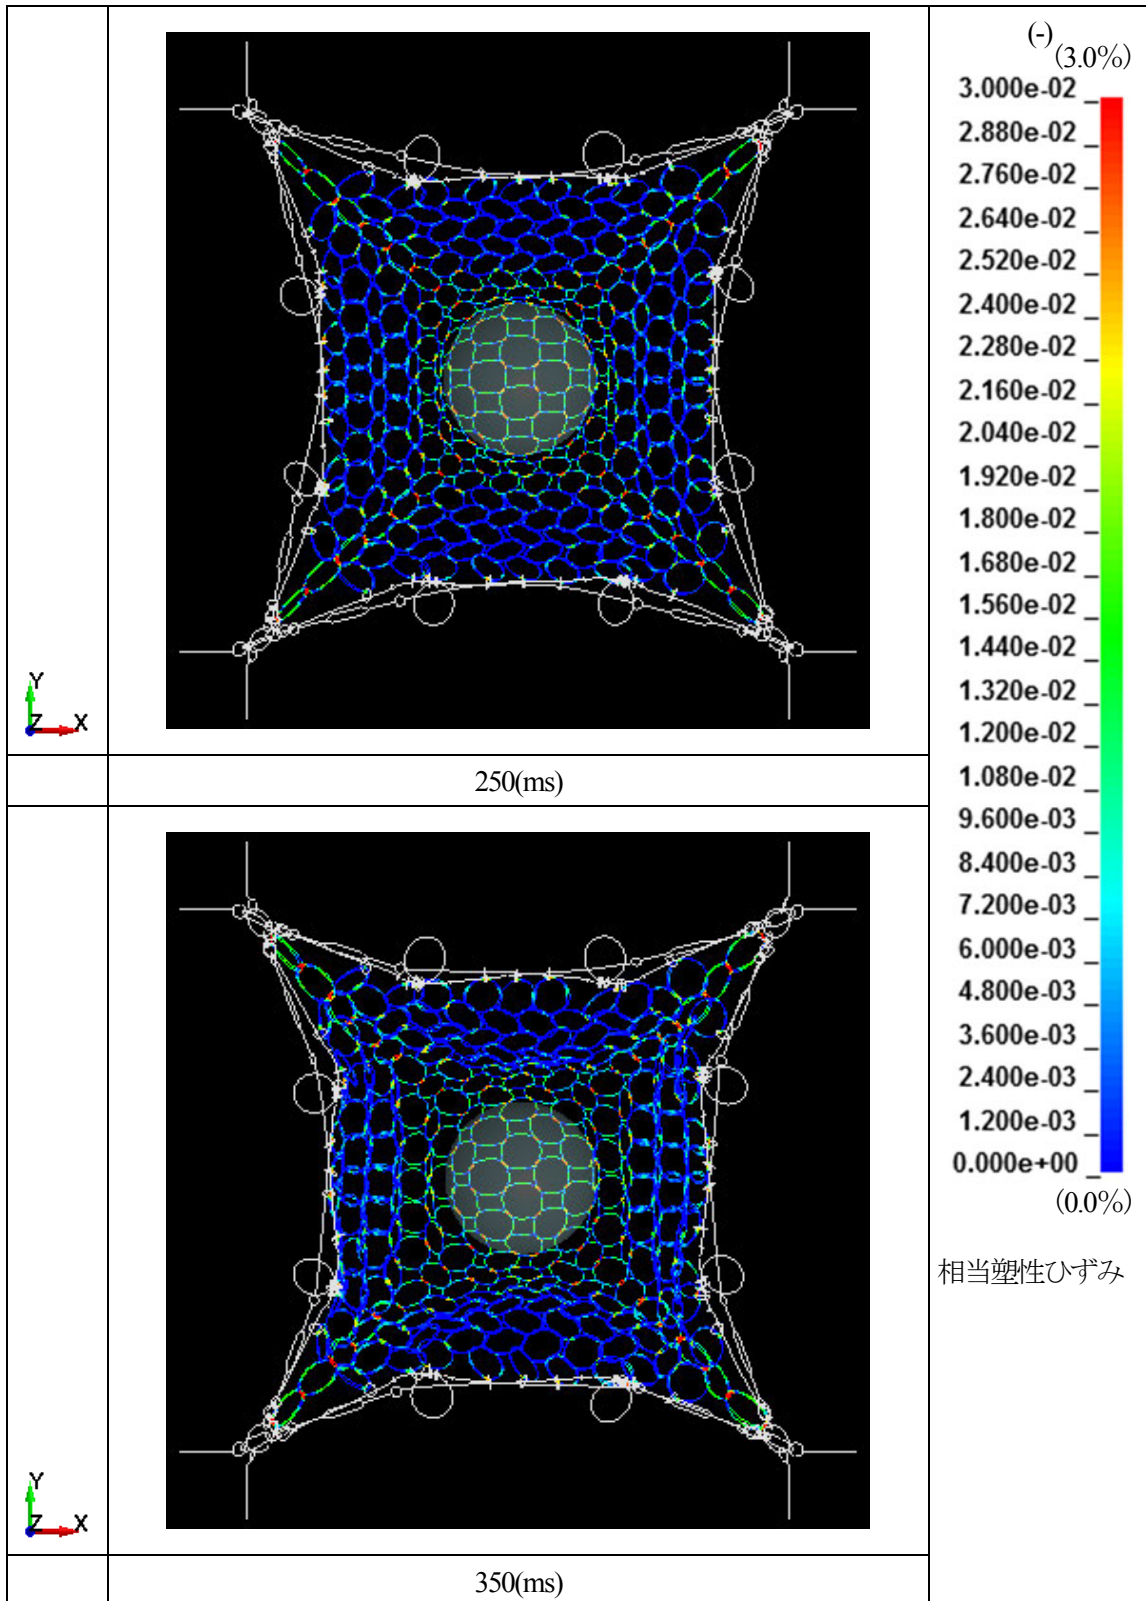 Y
Z X
250(ms)
Y
Z X
350(ms)
(-)
(3.0%)
3.000e-02
2.880e-02
2.760e-02
2.640e-02
2.520e-02
2.400e-02
2.280e-02
2.160e-02
2.040e-02
1.920e-02
1.800e-02
1.680e-02
1.560e-02
1.440e-02
1.320e-02
1.200e-02
1.080e-02
9.600e-03
8.400e-03
7.200e-03
6.000e-03
4.800e-03
3.600e-03
2.400e-03
1.200e-03
0.000e+00
(0.0%)
相当塑性ひずみ